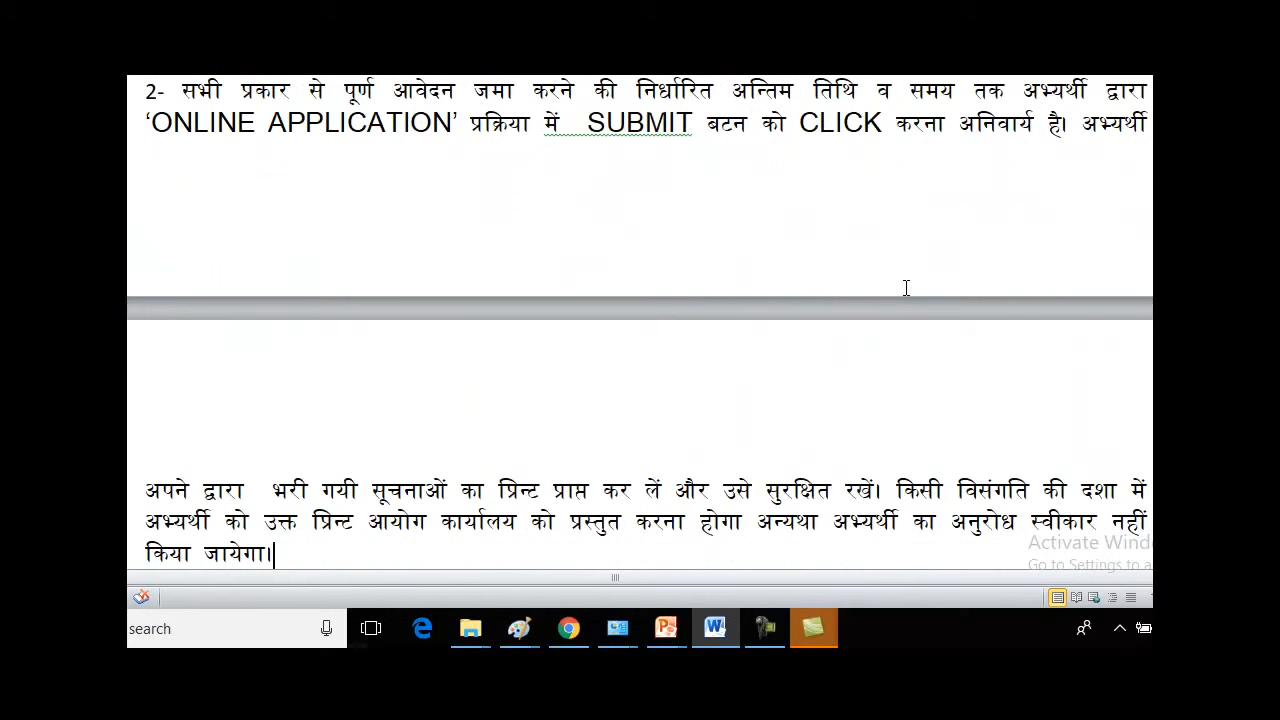 2- सभी प्रकार से पूर्ण आवेदन जमा करने की निर्धारित अन्तिम तिथि व समय तक अभ्यर्थी द्वारा
‘ONLINE APPLICATION’ प्रक्रिया में SUBMIT बटन को CLICK करना अनिवार्य है। अभ्यर्थी
अपने द्वारा भरी गयी सूचनाओं का प्रिन्ट प्राप्त कर लें और उसे सुरक्षित रखें। किसी विसंगति की दशा में
अभ्यर्थी को उक्त प्रिन्ट आयोग कार्यालय को प्रस्तुत करना होगा अन्यथा अभ्यर्थी का अनुरोध स्वीकार नहीं
किया जायेगा।
Activate Wind
Go to Settings to a
search